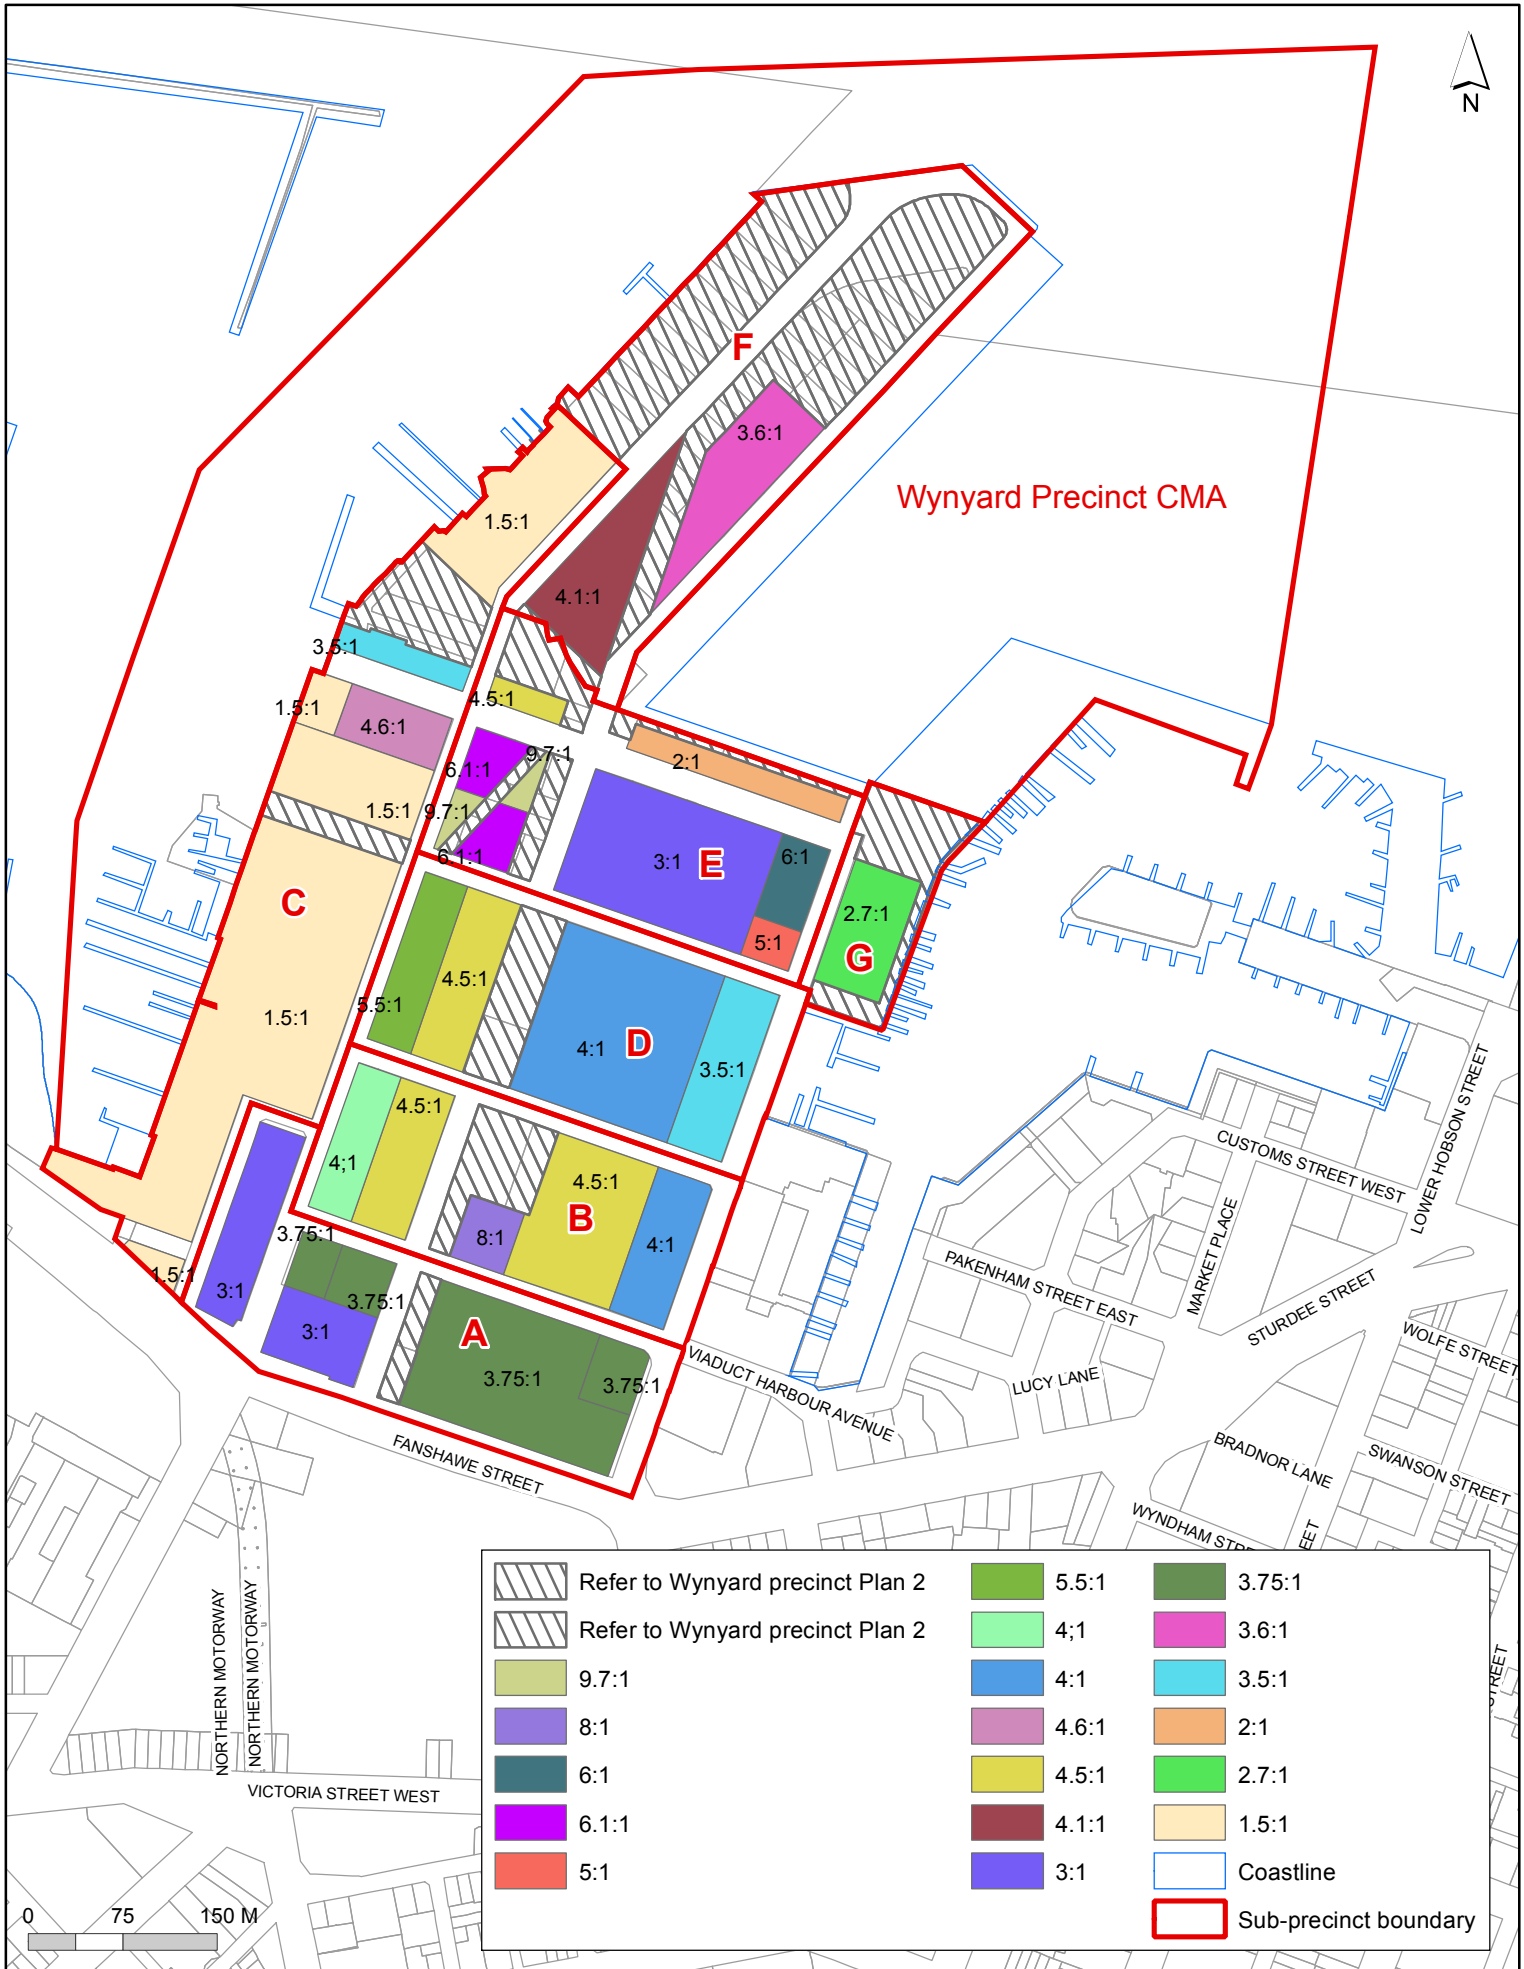 N
F
3.6:1
Wynyard Precinct CMA
1.5:1
4.1:1
3.5:1
4.5:1
1.5:1
4.6:1
9.7:1
2:1
6.1:1
1.5:1
9.7:1
6.1:1
3:1
E
6:1
C
2.7:1
5:1
G
4.5:1
5.5:1
1.5:1
4:1
D
3.5:1
4.5:1
4;1
4.5:1
B
8:1
4:1
3.75:1
1.5:1
3:1
3.75:1
3:1
A
3.75:1
3.75:1
LOWER HOBSON STREET
CUSTOMS STREET WEST
MARKET PLACE
PAKENHAM STREET EAST
STURDEE STREET
WOLFE STREET
VIADUCT HARBOUR AVENUE
LUCY LANE
FANSHAWE STREET
BRADNOR LANE
SWANSON STREET
WYNDHAM STRE
EET
STREET
NORTHERN MOTORWAY
NORTHERN MOTORWAY
VICTORIA STREET WEST
Refer to Wynyard precinct Plan 2
Refer to Wynyard precinct Plan 2
9.7:1
8:1
6:1
6.1:1
5:1
5.5:1
4;1
4:1
4.6:1
4.5:1
4.1:1
3:1
3.75:1
3.6:1
3.5:1
2:1
2.7:1
1.5:1
Coastline
Sub-precinct boundary
0 75 150 M